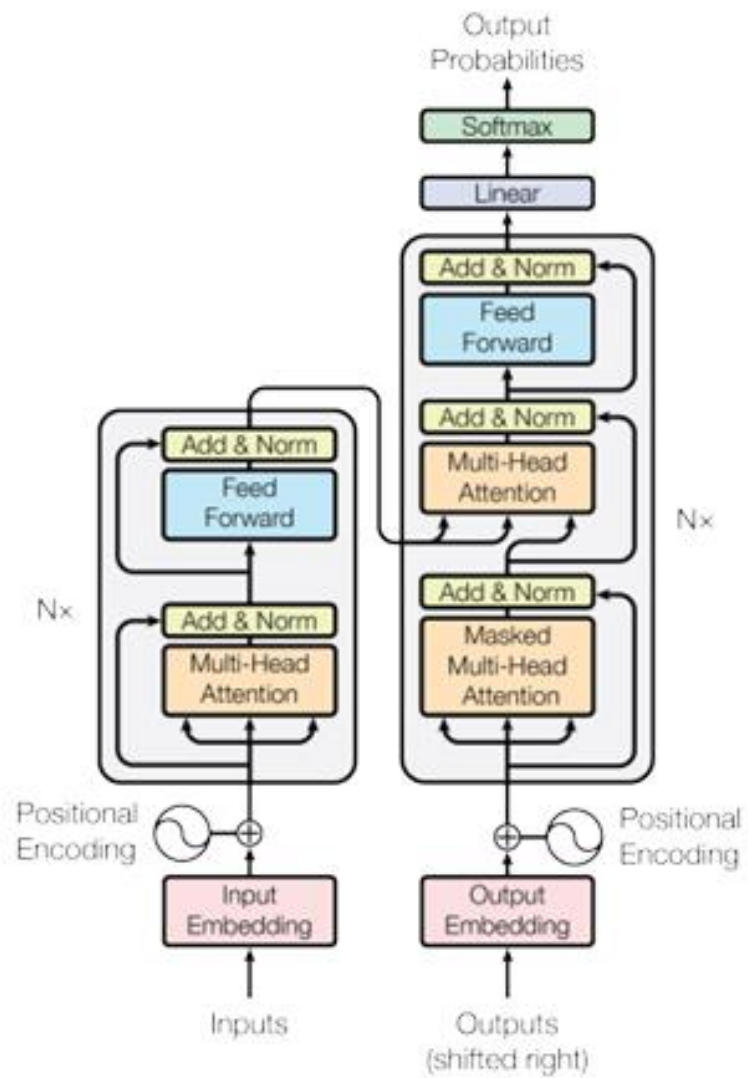 Output
Probabilities
Softmax
Linear
Add & Norm
Feed
Forward
Add & Norm
Multi-Head
Attention
Nx
Add & Norm
Masked
Multi-Head
Attention
Add & Norm
Feed
Forward
Nx
Add & Norm
Multi-Head
Attention
Positional
Encoding
Positional
Encoding
Input
Embedding
Output
Embedding
Inputs
Outputs
(shifted right)